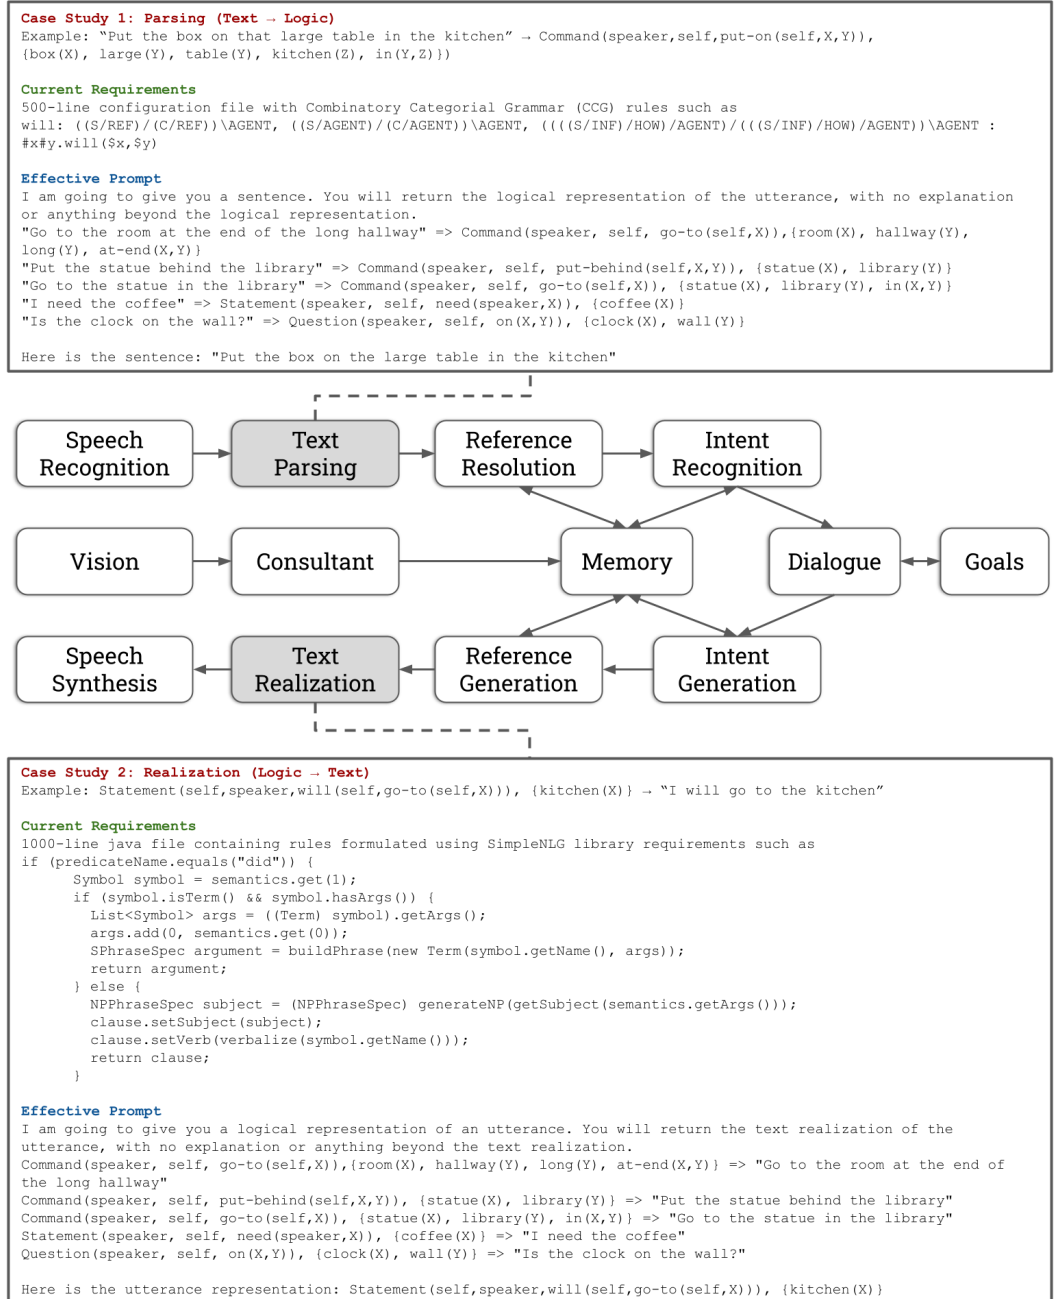 Case Study 1: Parsing (Text → Logic)
Example: “Put the box on that large table in the kitchen” → Command(speaker,self,put-on(self,X,Y)),
{box(X), large(Y), table(Y), kitchen(Z), in(Y,Z)})
Current Requirements
500-line configuration file with Combinatory Categorial Grammar (CCG) rules such as
will: ((S/REF)/(C/REF))\AGENT, ((S/AGENT)/(C/AGENT))\AGENT, ((((S/INF)/HOW)/AGENT)/(((S/INF)/HOW)/AGENT))\AGENT :
#x#y.will($x,$y)
Effective Prompt
I am going to give you a sentence. You will return the logical representation of the utterance, with no explanation
or anything beyond the logical representation.
"Go to the room at the end of the long hallway" => Command(speaker, self, go-to(self,X)),{room(X), hallway(Y),
long(Y), at-end(X,Y)}
"Put the statue behind the library" => Command(speaker, self, put-behind(self,X,Y)), {statue(X), library(Y)}
"Go to the statue in the library" => Command(speaker, self, go-to(self,X)), {statue(X), library(Y), in(X,Y)}
"I need the coffee" => Statement(speaker, self, need(speaker,X)), {coffee(X)}
"Is the clock on the wall?" => Question(speaker, self, on(X,Y)), {clock(X), wall(Y)}
Here is the sentence: "Put the box on the large table in the kitchen"
Speech
Recognition
Text
Parsing
Reference
Resolution
Intent
Recognition
Vision
Consultant
Memory
Dialogue
Goals
Speech
Synthesis
Text
Realization
Reference
Generation
Intent
Generation
Case Study 2: Realization (Logic → Text)
Example: Statement(self,speaker,will(self,go-to(self,X))), {kitchen(X)} → “I will go to the kitchen”
Current Requirements
1000-line java file containing rules formulated using SimpleNLG library requirements such as
if (predicateName.equals("did")) {
Symbol symbol = semantics.get(1);
if (symbol.isTerm() && symbol.hasArgs()) {
List<Symbol> args = ((Term) symbol).getArgs();
args.add(0, semantics.get(0));
SPhraseSpec argument = buildPhrase(new Term(symbol.getName(), args));
return argument;
} else {
NPPhraseSpec subject = (NPPhraseSpec) generateNP(getSubject(semantics.getArgs()));
clause.setSubject(subject);
clause.setVerb(verbalize(symbol.getName()));
return clause;
}
Effective Prompt
I am going to give you a logical representation of an utterance. You will return the text realization of the
utterance, with no explanation or anything beyond the text realization.
Command(speaker, self, go-to(self,X)),{room(X), hallway(Y), long(Y), at-end(X,Y)} => "Go to the room at the end of
the long hallway"
Command(speaker, self, put-behind(self,X,Y)), {statue(X), library(Y)} => "Put the statue behind the library"
Command(speaker, self, go-to(self,X)), {statue(X), library(Y), in(X,Y)} => "Go to the statue in the library"
Statement(speaker, self, need(speaker,X)), {coffee(X)} => "I need the coffee"
Question(speaker, self, on(X,Y)), {clock(X), wall(Y)} => "Is the clock on the wall?"
Here is the utterance representation: Statement(self,speaker,will(self,go-to(self,X))), {kitchen(X)}